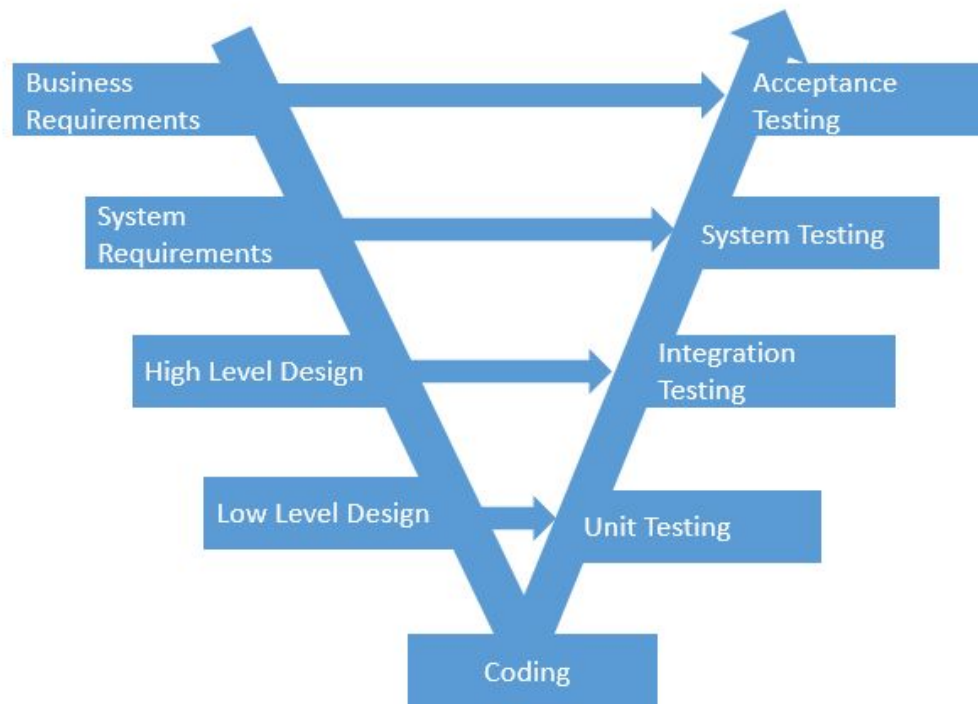 Business
Requirements
Acceptance
Testing
System
Requirements
System Testing
High Level Design
Integration
Testing
Low Level Design
Unit Testing
Coding